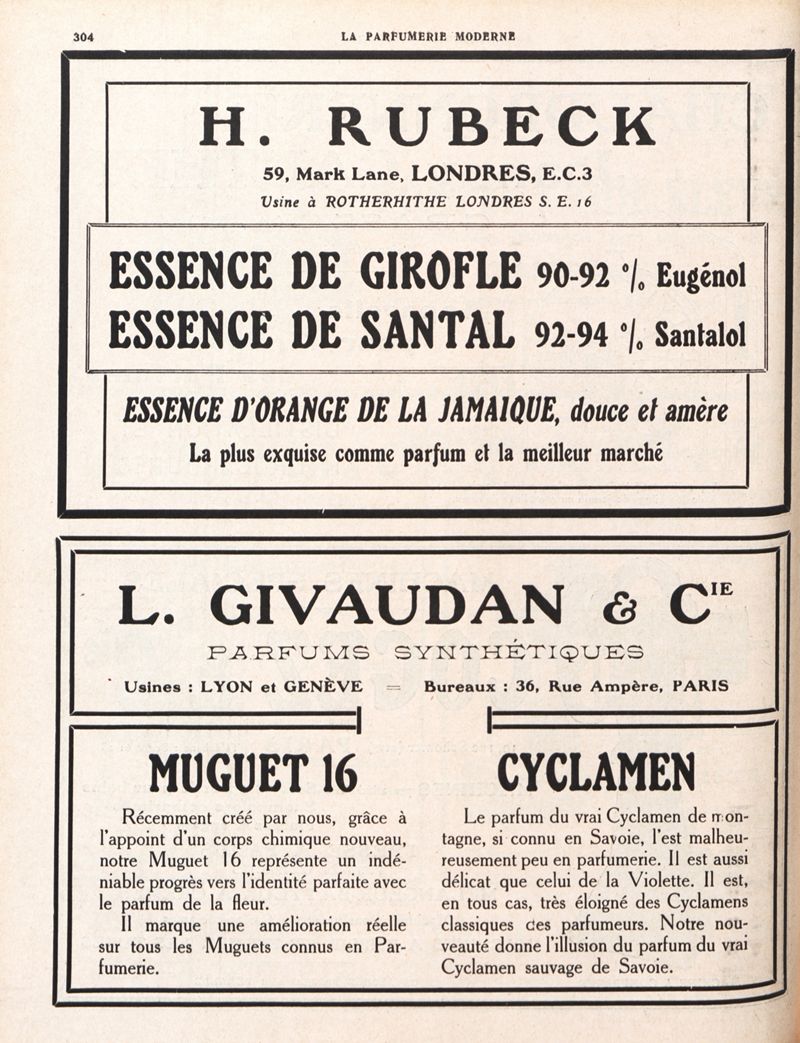 304
LA PARFUMERIE MODERNE
H. RUBECK
59, Mark Lane, LONDRES, E.C.3
Usine à ROTHERHITHE LONDRES S. E. 16
ESSENCE DE GIROFLE 90-92 % Eugénol
ESSENCE DE SANTAL 92-94 % Santalol
ESSENCE D'ORANGE DE LA JAMAIQUE, douce et amère
La plus exquise comme parfum et la meilleur marché
L. GIVAUDAN & CIE
PARFUMS SYNTHÉTIQUES
Usines : LYON et GENÈVE = Bureaux : 36, Rue Ampère, PARIS
MUGUET 16
Récemment créé par nous, grâce à
l'appoint d'un corps chimique nouveau,
notre Muguet 16 représente un indé-
niable progrès vers l'identité parfaite avec
le parfum de la fleur.
Il marque une amélioration réelle
sur tous les Muguets connus en Par-
fumerie.
CYCLAMEN
Le parfum du vrai Cyclamen de mon-
tagne, si connu en Savoie, l'est malheu-
reusement peu en parfumerie. Il est aussi
délicat que celui de la Violette. Il est,
en tous cas, très éloigné des Cyclamens
classiques des parfumeurs. Notre nou-
veauté donne l'illusion du parfum du vrai
Cyclamen sauvage de Savoie.